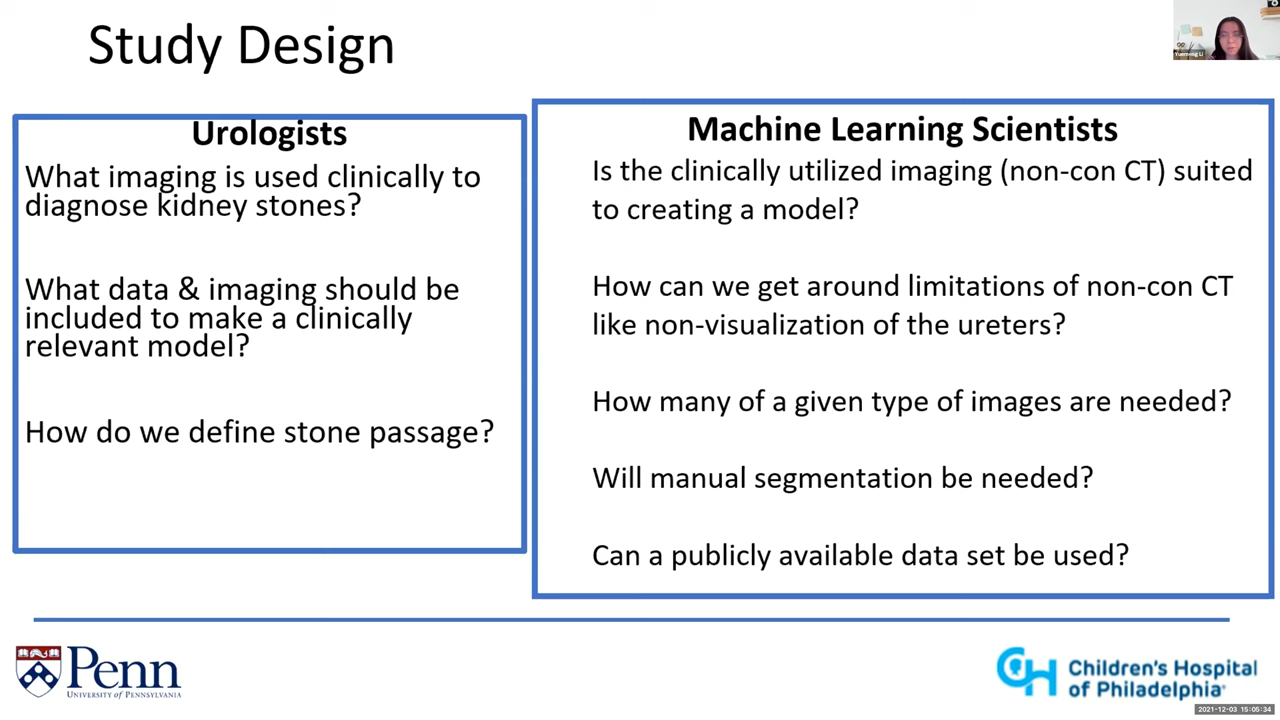 Study Design
Yuemeng Li
Urologists
What imaging is used clinically to
diagnose kidney stones?
What data & imaging should be
included to make a clinically
relevant model?
How do we define stone passage?
Machine Learning Scientists
Is the clinically utilized imaging (non-con CT) suited
to creating a model?
How can we get around limitations of non-con CT
like non-visualization of the ureters?
How many of a given type of images are needed?
Will manual segmentation be needed?
Can a publicly available data set be used?
Penn
UNIVERSITY of PENNSYLVANIA
Children's Hospital
of Philadelphia
2021-12-03 15:05:34